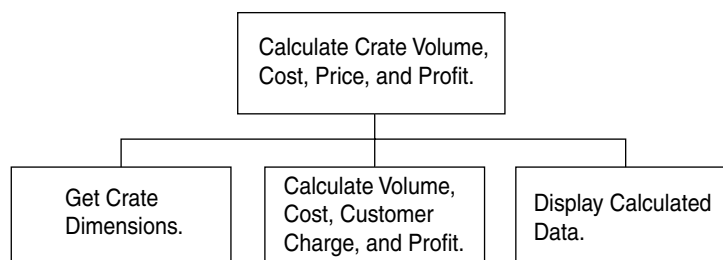 Calculate Crate Volume,
Cost, Price, and Profit.
Get Crate
Dimensions.
Calculate Volume,
Cost, Customer
Charge, and Profit.
Display Calculated
Data.